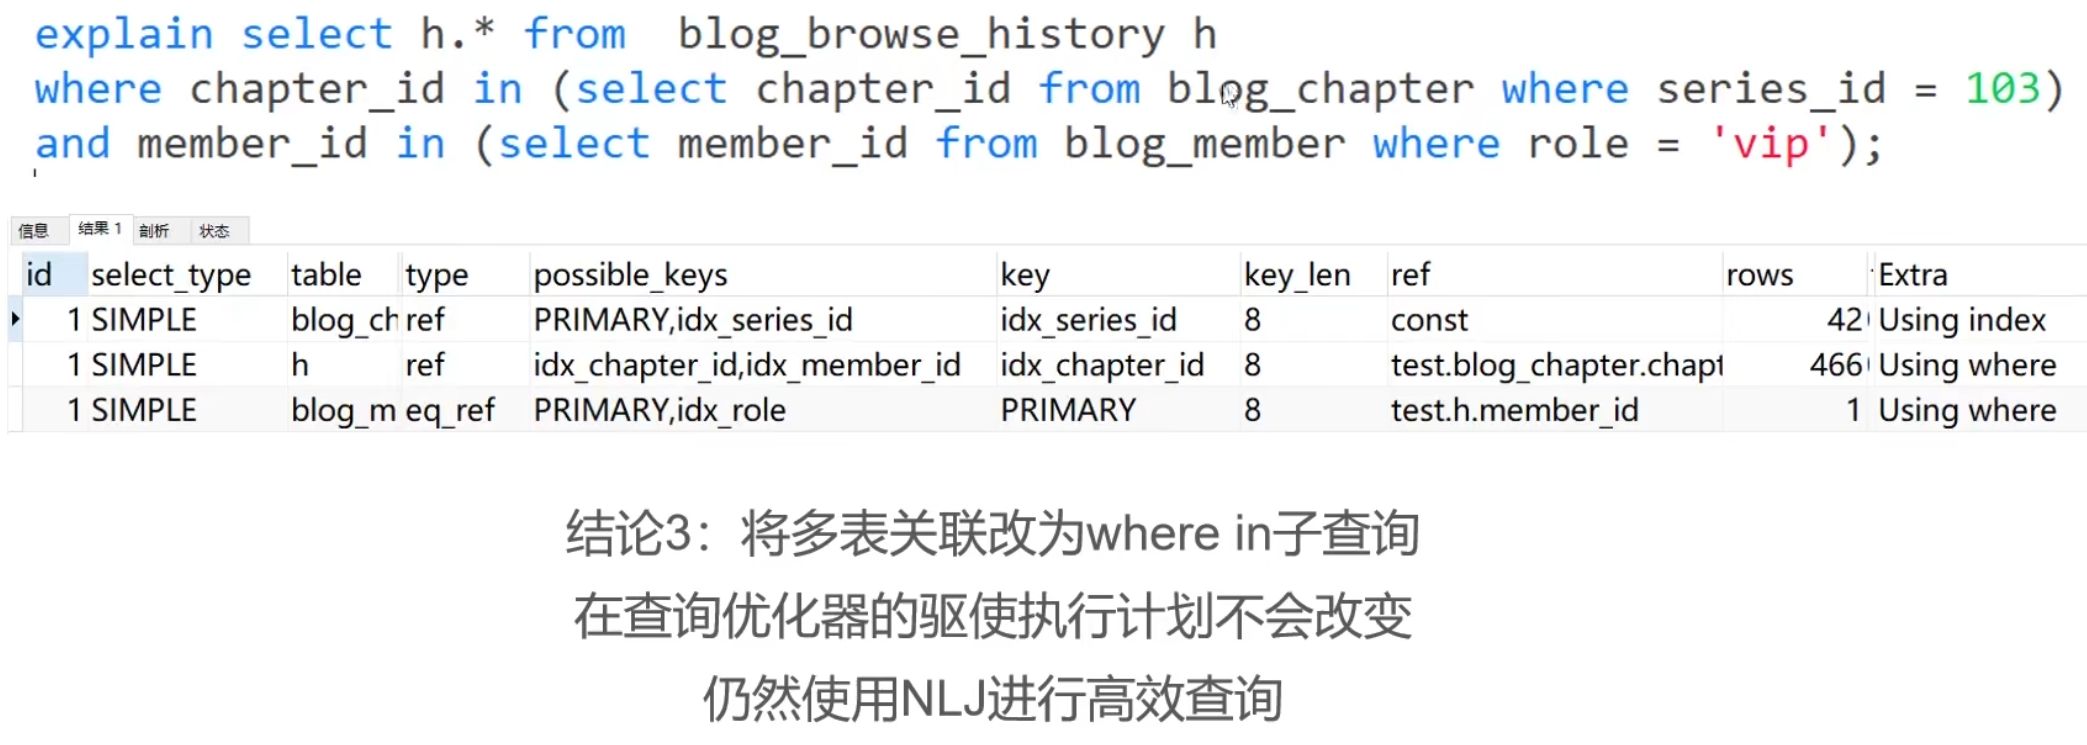 explain select h.* from  blog_browse_history h
where chapter_id in (select chapter_id from blog_chapter where series_id = 103)
and member_id in (select member_id from blog_member where role = 'vip');
信息 结果 1 剖析 状态
id select_type table type possible_keys key key_len ref rows Extra
1 SIMPLE blog_ch ref PRIMARY,idx_series_id idx_series_id 8 const 42 Using index
1 SIMPLE h ref idx_chapter_id,idx_member_id idx_chapter_id 8 test.blog_chapter.chapt 466 Using where
1 SIMPLE blog_m eq_ref PRIMARY,idx_role PRIMARY 8 test.h.member_id 1 Using where
结论3：将多表关联改为where in子查询
在查询优化器的驱使执行计划不会改变
仍然使用NLJ进行高效查询